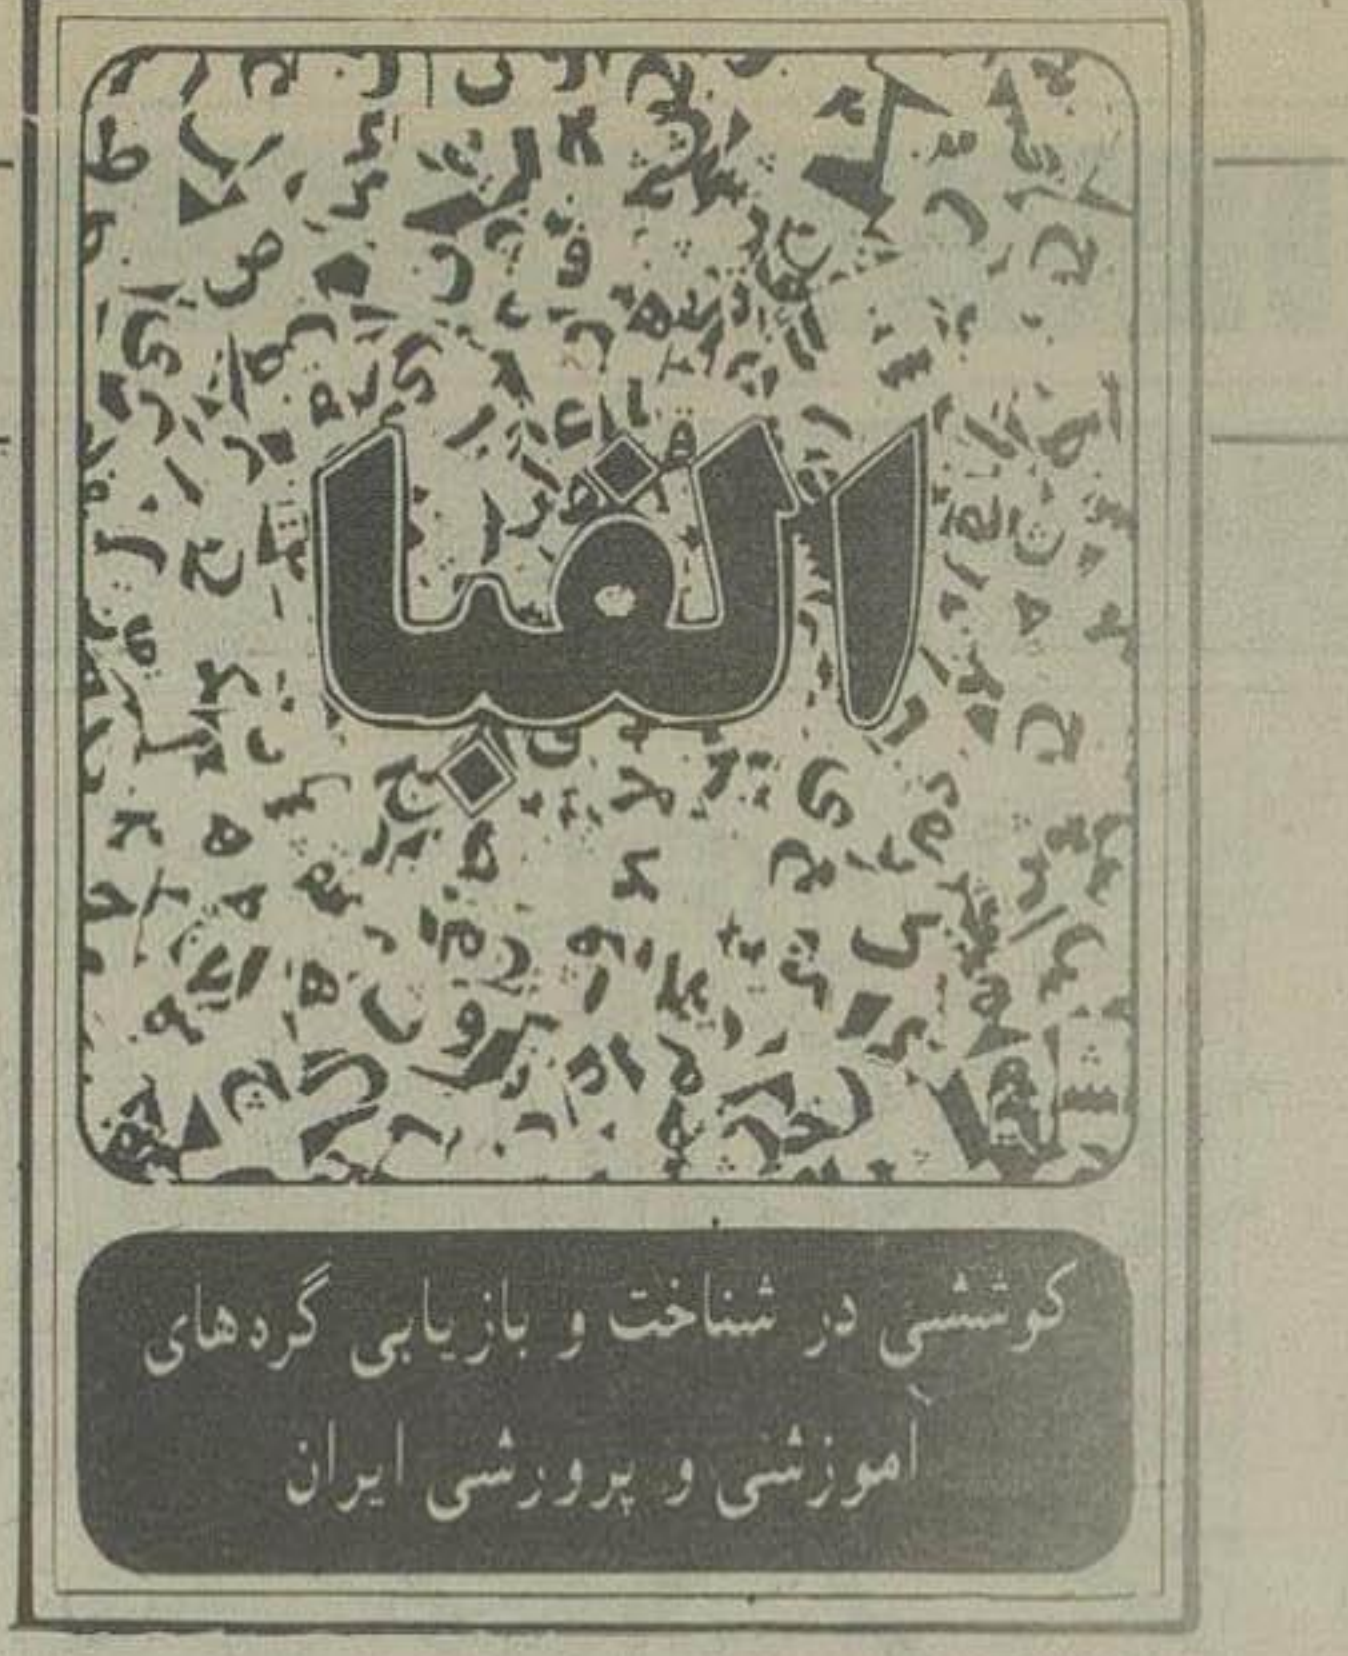 الفبا
کوششی در شناخت و بازیابی گره‌های
آموزشی و پرورشی ایران